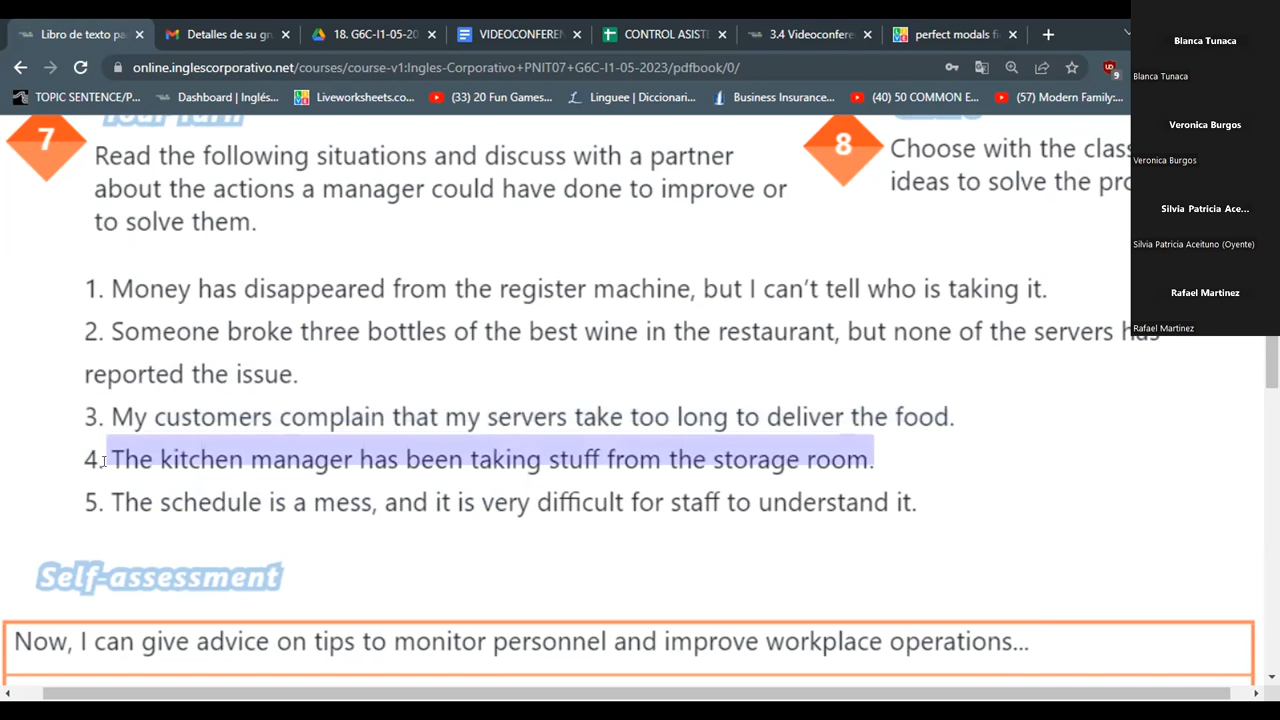 Libro de texto pa
Detalles de su gr
18. G6C-I1-05-20
VIDEOCONFEREN
CONTROL ASIST
3.4 Videoconfere
perfect modals fi
online.inglescorporativo.net/courses/course-v1:Ingles-Corporativo+PNIT07+G6C-I1-05-2023/pdfbook/0/
9
TOPIC SENTENCE/P...
Dashboard | Inglés...
Liveworksheets.co...
(33) 20 Fun Games...
Linguee | Diccionari...
Business Insurance...
(40) 50 COMMON E...
(57) Modern Family:...
Blanca Tunaca
Blanca Tunaca
Veronica Burgos
Veronica Burgos
Silvia Patricia Ace...
Silvia Patricia Aceituno (Oyente)
Rafael Martinez
Rafael Martinez
7
Your Turn
Read the following situations and discuss with a partner
about the actions a manager could have done to improve or
to solve them.
8
Choose with the class
ideas to solve the pro
1. Money has disappeared from the register machine, but I can't tell who is taking it.
2. Someone broke three bottles of the best wine in the restaurant, but none of the servers has
reported the issue.
3. My customers complain that my servers take too long to deliver the food.
4. The kitchen manager has been taking stuff from the storage room.
5. The schedule is a mess, and it is very difficult for staff to understand it.
Self-assessment
Now, I can give advice on tips to monitor personnel and improve workplace operations...